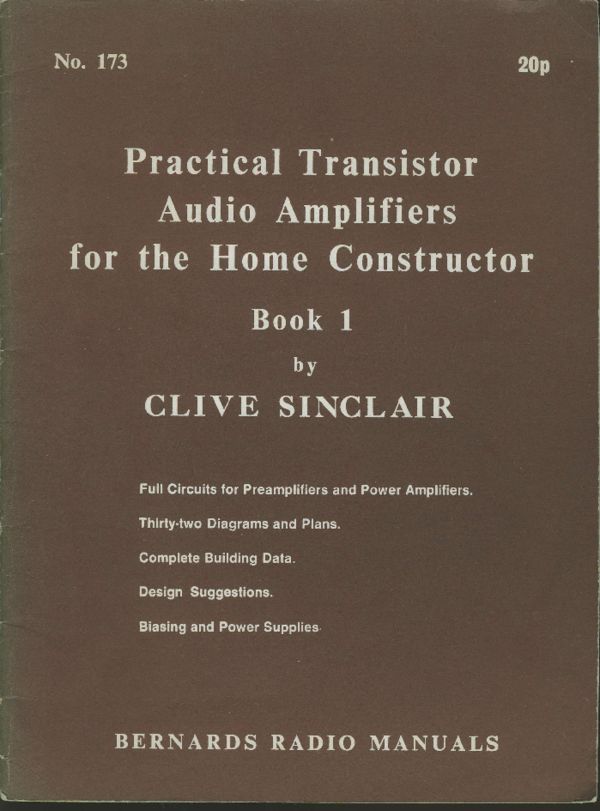 No. 173
20p
Practical Transistor
Audio Amplifiers
for the Home Constructor
Book 1
by
CLIVE SINCLAIR
Full Circuits for Preamplifiers and Power Amplifiers.
Thirty-two Diagrams and Plans.
Complete Building Data.
Design Suggestions.
Biasing and Power Supplies.
BERNARDS RADIO MANUALS